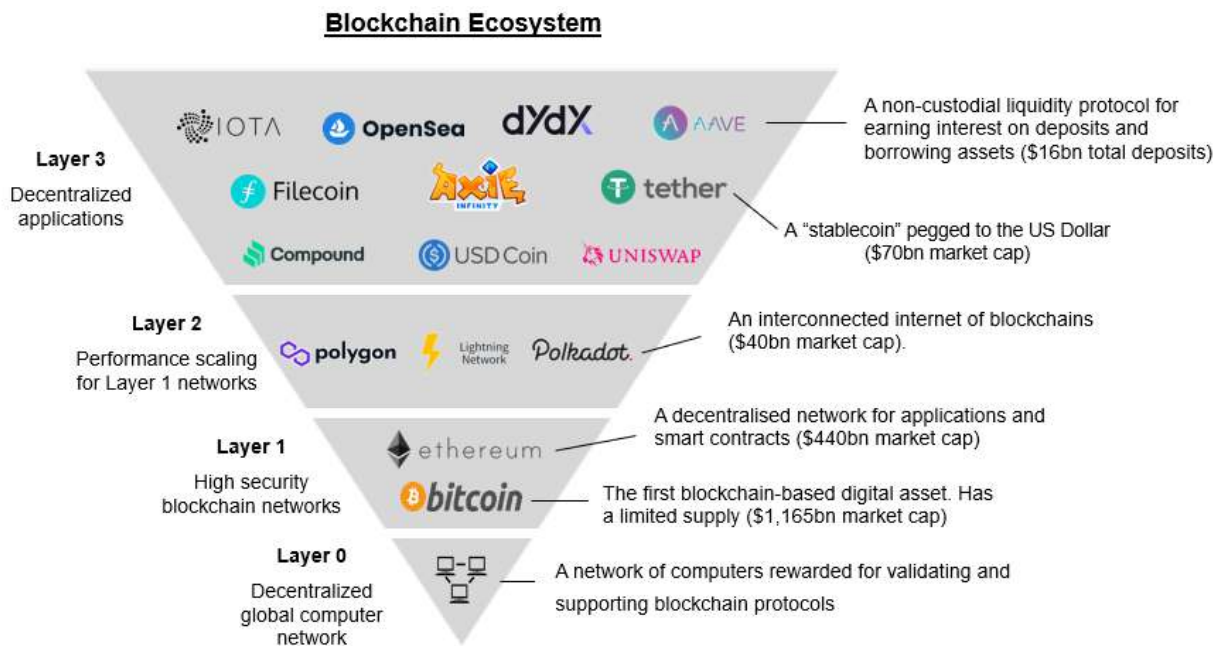 Blockchain Ecosystem
Layer 3
Decentralized
applications
IOTA
OpenSea
dYdX
AAVE
Filecoin
AXIE
INFINITY
tether
Compound
USD Coin
UNISWAP
A non-custodial liquidity protocol for
earning interest on deposits and
borrowing assets ($16bn total deposits)
A “stablecoin” pegged to the US Dollar
($70bn market cap)
Layer 2
Performance scaling
for Layer 1 networks
polygon
Lightning
Network
Polkadot.
An interconnected internet of blockchains
($40bn market cap).
Layer 1
High security
blockchain networks
ethereum
bitcoin
A decentralised network for applications and
smart contracts ($440bn market cap)
The first blockchain-based digital asset. Has
a limited supply ($1,165bn market cap)
Layer 0
Decentralized
global computer
network
A network of computers rewarded for validating and
supporting blockchain protocols